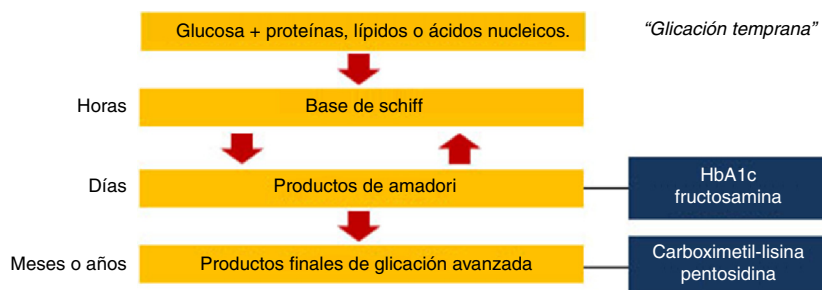 Glucosa + proteínas, lípidos o ácidos nucleicos.
“Glicación temprana”
Horas
Base de schiff
Días
Productos de amadori
HbA1c
fructosamina
Meses o años
Productos finales de glicación avanzada
Carboximetil-lisina
pentosidina